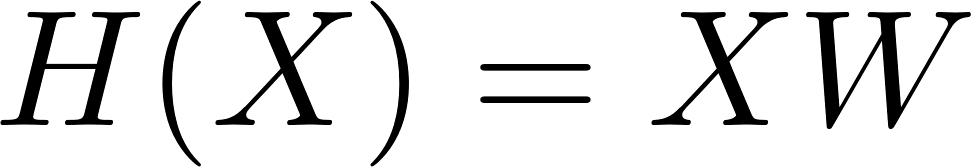 H(X) = XW